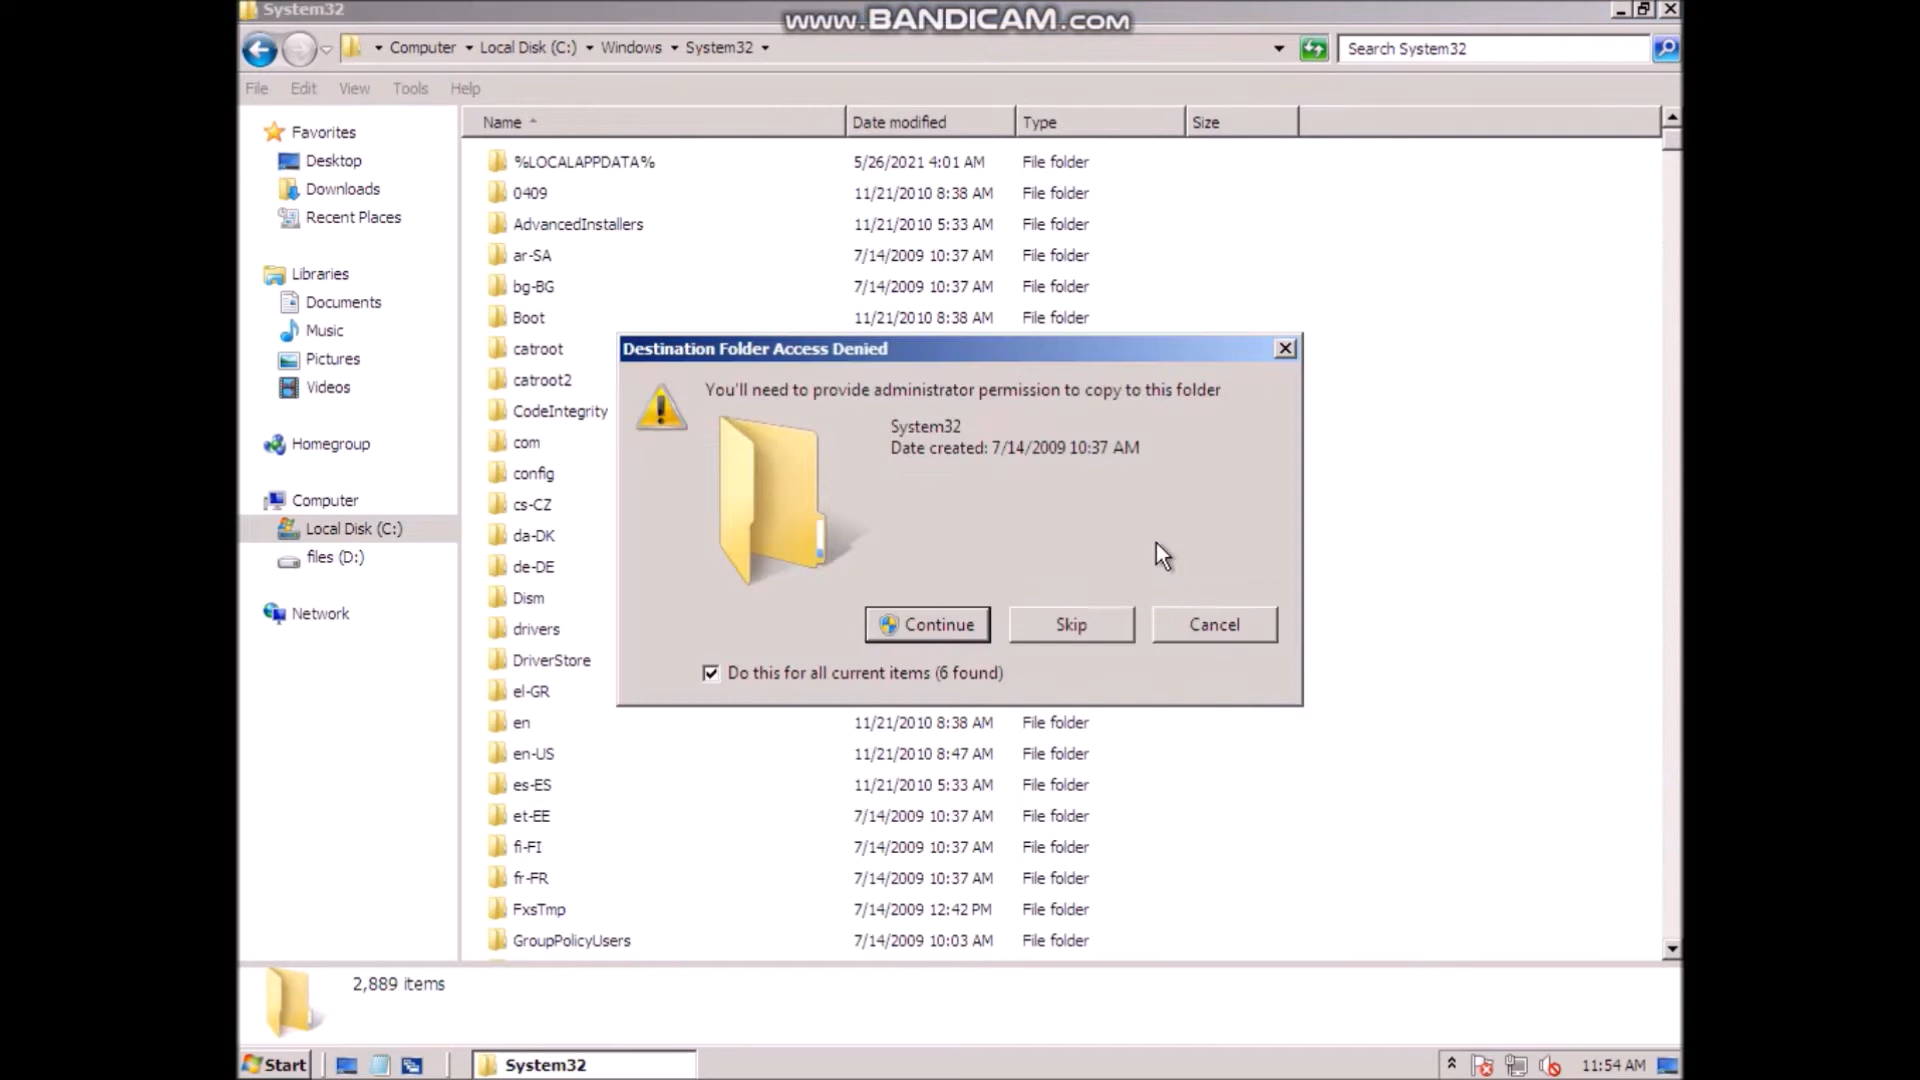 System32
www.BANDICAM.com
Computer Local Disk (C:) Windows System32
Search System32
File Edit View Tools Help
Favorites
Desktop
Downloads
Recent Places
Libraries
Documents
Music
Pictures
Videos
Homegroup
Computer
Local Disk (C:)
files (D:)
Network
Name Date modified Type Size
%LOCALAPPDATA% 5/26/2021 4:01 AM File folder
0409 11/21/2010 8:38 AM File folder
AdvancedInstallers 11/21/2010 5:33 AM File folder
ar-SA 7/14/2009 10:37 AM File folder
bg-BG 7/14/2009 10:37 AM File folder
Boot 11/21/2010 8:38 AM File folder
catroot
catroot2
CodeIntegrity
com
config
cs-CZ
da-DK
de-DE
Dism
drivers
DriverStore
el-GR
en 11/21/2010 8:38 AM File folder
en-US 11/21/2010 8:47 AM File folder
es-ES 11/21/2010 5:33 AM File folder
et-EE 7/14/2009 10:37 AM File folder
fi-FI 7/14/2009 10:37 AM File folder
fr-FR 7/14/2009 10:37 AM File folder
FxsTmp 7/14/2009 12:42 PM File folder
GroupPolicyUsers 7/14/2009 10:03 AM File folder
Destination Folder Access Denied
You'll need to provide administrator permission to copy to this folder
System32
Date created: 7/14/2009 10:37 AM
Continue Skip Cancel
Do this for all current items (6 found)
2,889 items
Start System32 11:54 AM